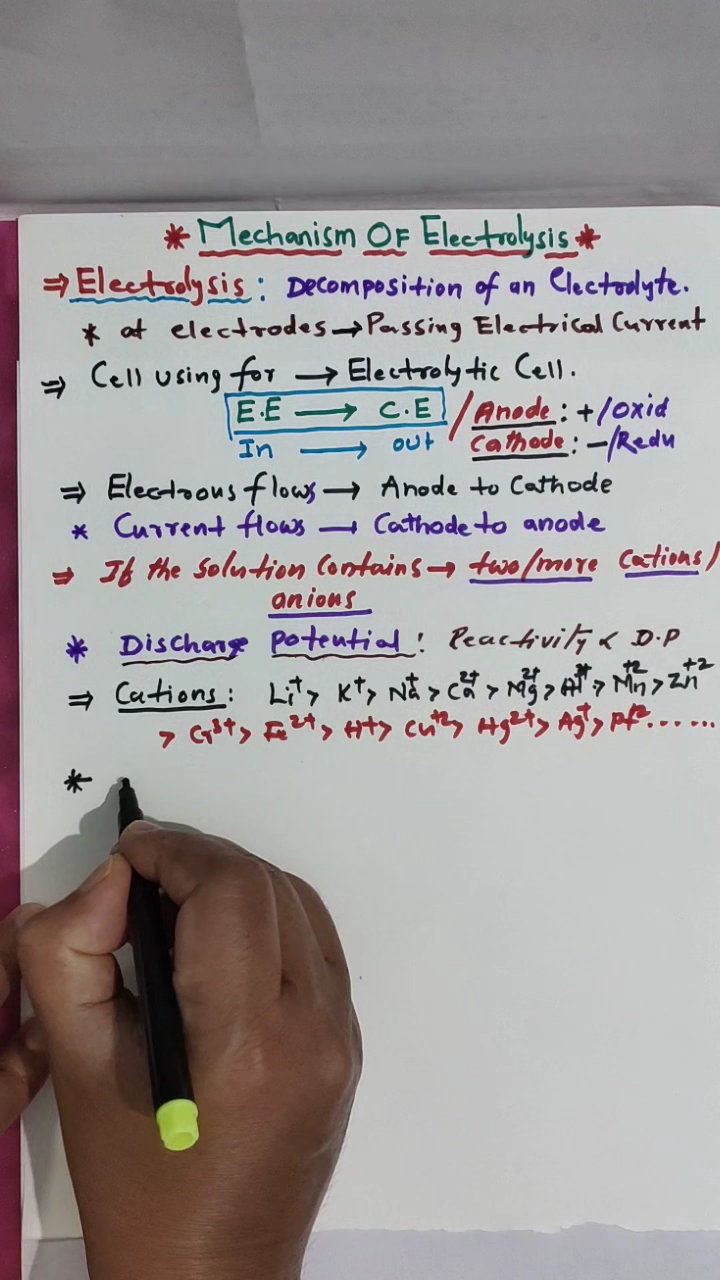 * Mechanism Of Electrolysis *
⇒ Electrolysis: Decomposition of an Electrolyte.
* at electrodes → Passing Electrical Current
⇒ Cell using for → Electrolytic Cell.
E.E → C.E / Anode: +/Oxid
In → out Cathode: -/Redu
⇒ Electrons flows → Anode to Cathode
* Current flows → Cathode to anode
⇒ If the solution Contains → two/more Cations/
anions
* Discharge Potential: Reactivity ∝ D.P
⇒ Cations: Li⁺ > K⁺ > Na⁺ > Ca²⁺ > Mg²⁺ > Al³⁺ > Mn⁺² > Zn⁺²
> Cr³⁺ > Fe²⁺ > H⁺ > Cu⁺² > Hg²⁺ > Ag⁺ > Pt⁺² ......
*